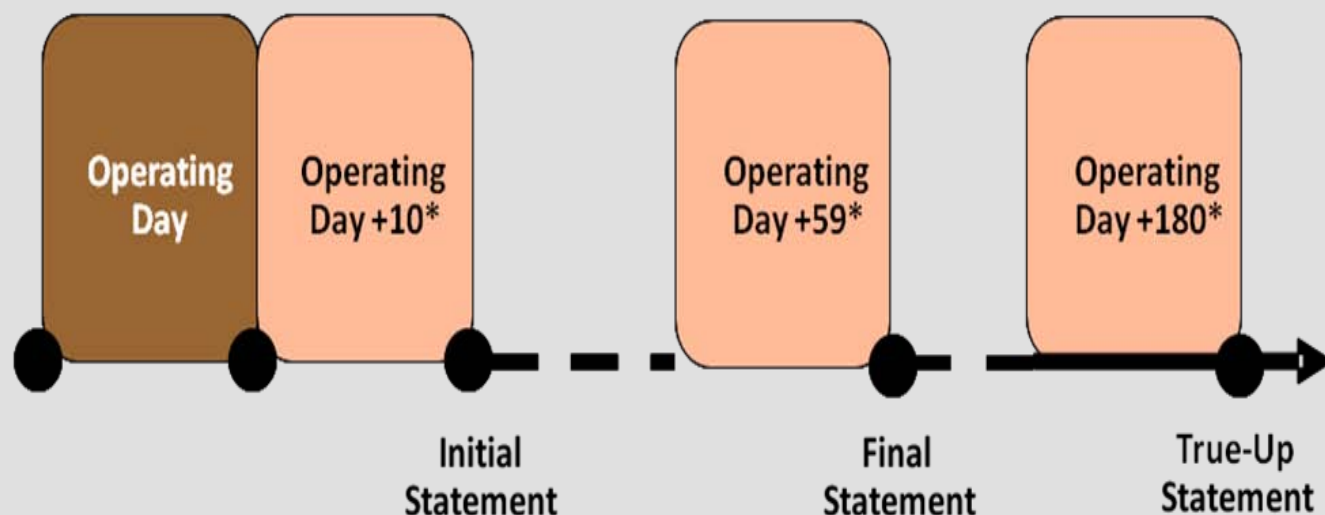 Operating
Day
Operating
Day +10*
Operating
Day +59*
Operating
Day +180*
Initial
Statement
Final
Statement
True-Up
Statement